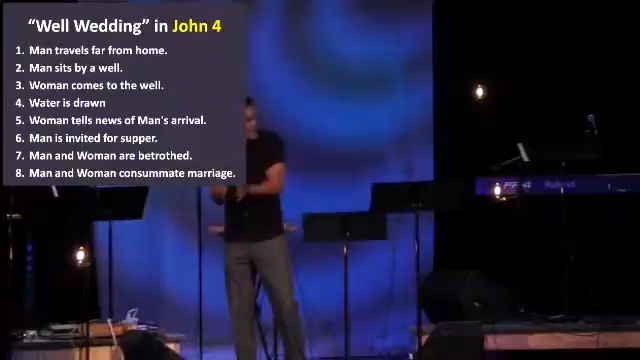 “Well Wedding” in John 4
1. Man travels far from home.
2. Man sits by a well.
3. Woman comes to the well.
4. Water is drawn
5. Woman tells news of Man's arrival.
6. Man is invited for supper.
7. Man and Woman are betrothed.
8. Man and Woman consummate marriage.
Roland